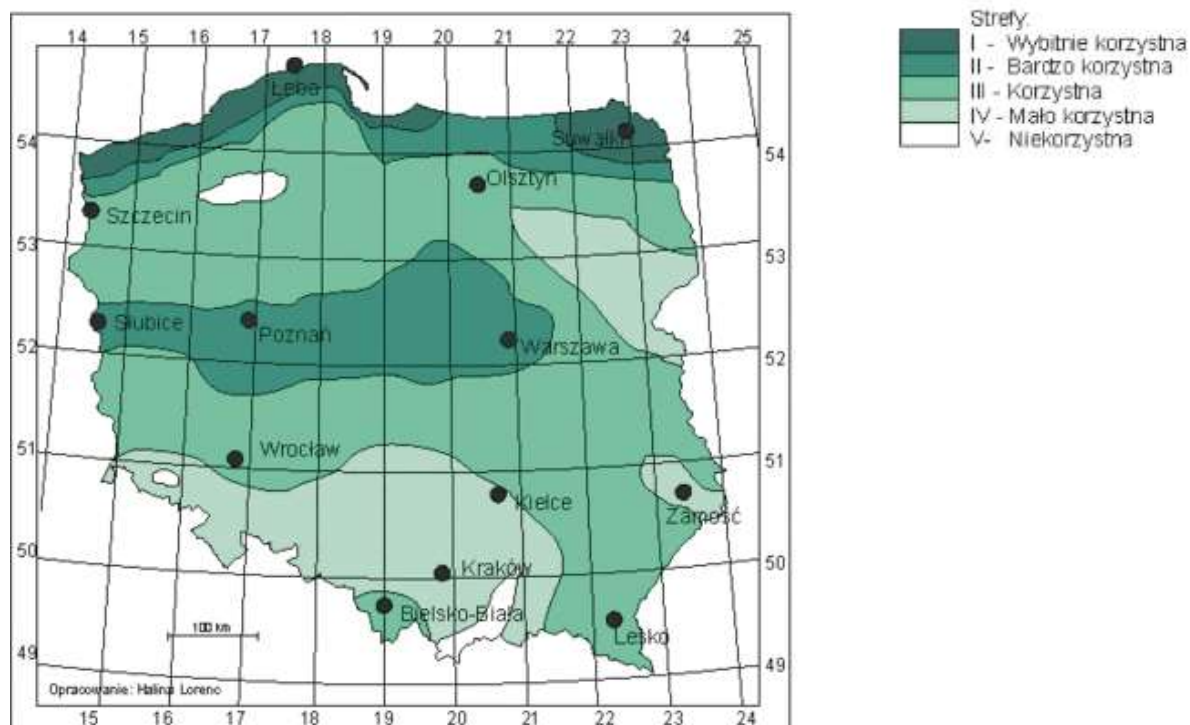 14 15 16 17 18 19 20 21 22 23 24 25
Strefy:
I - Wybitnie korzystna
II - Bardzo korzystna
III - Korzystna
IV - Mało korzystna
V- Niekorzystna
Łeba
54
Suwałki
54
Olsztyn
Szczecin
53
53
Słubice
Poznań
Warszawa
52
52
51
Wrocław
51
Kielce
Zamość
50
Kraków
50
Bielsko-Biała
100 km
Lesko
49
49
Opracowanie: Halina Lorenc
15 16 17 18 19 20 21 22 23 24